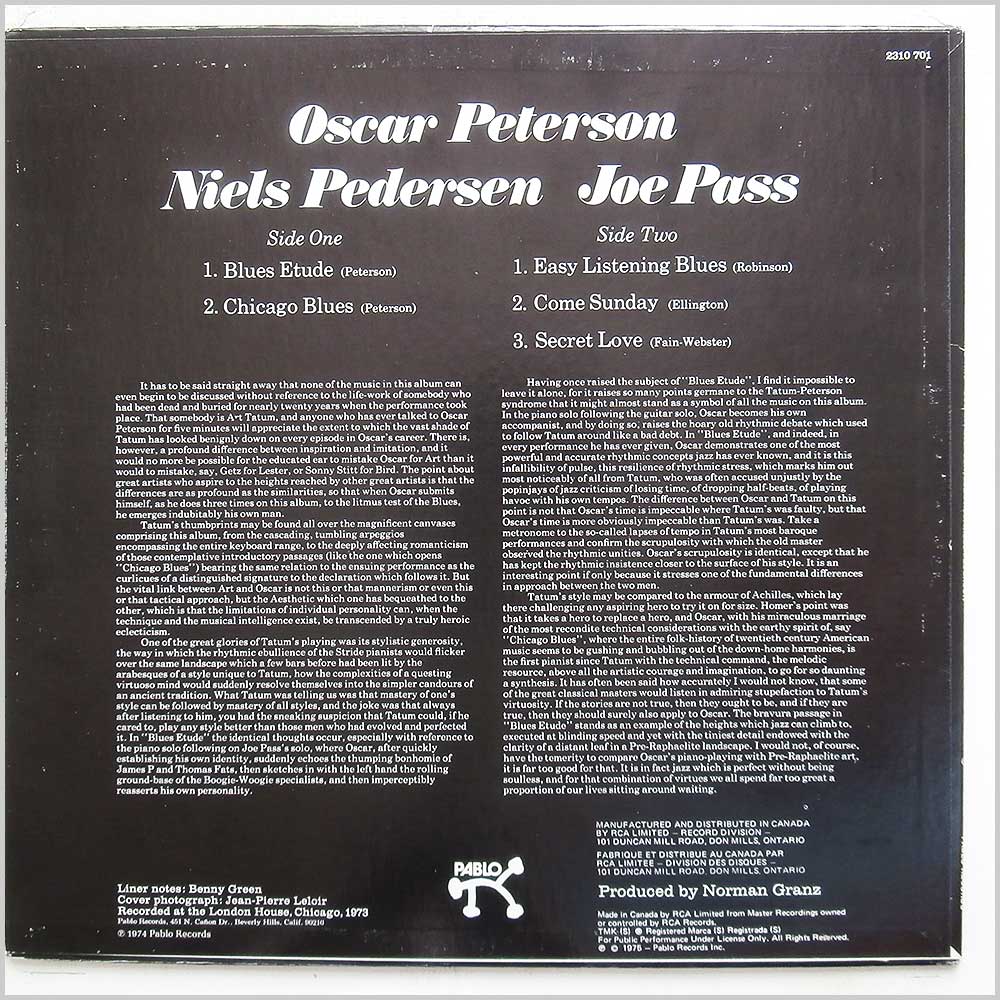 2310 701
Oscar Peterson
Niels Pedersen Joe Pass
Side One
1. Blues Etude (Peterson)
2. Chicago Blues (Peterson)
Side Two
1. Easy Listening Blues (Robinson)
2. Come Sunday (Ellington)
3. Secret Love (Fain-Webster)
It has to be said straight away that none of the music in this album can
even begin to be discussed without reference to the life-work of somebody who
had been dead and buried for nearly twenty years when the performance took
place. That somebody is Art Tatum, and anyone who has ever talked to Oscar
Peterson for five minutes will appreciate the extent to which the vast shade of
Tatum has looked benignly down on every episode in Oscar's career. There is,
however, a profound difference between inspiration and imitation, and it
would no more be possible for the educated ear to mistake Oscar for Art than it
would to mistake, say, Getz for Lester, or Sonny Stitt for Bird. The point about
great artists who aspire to the heights reached by other great artists is that the
differences are as profound as the similarities, so that when Oscar submits
himself, as he does three times on this album, to the litmus test of the Blues,
he emerges indubitably his own man.
Tatum's thumbprints may be found all over the magnificent canvases
comprising this album, from the cascading, tumbling arpeggios
encompassing the entire keyboard range, to the deeply affecting romanticism
of those contemplative introductory passages (like the one which opens
"Chicago Blues") bearing the same relation to the ensuing performance as the
curlicues of a distinguished signature to the declaration which follows it. But
the vital link between Art and Oscar is not this or that mannerism or even this
or that tactical approach, but the Aesthetic which one has bequeathed to the
other, which is that the limitations of individual personality can, when the
technique and the musical intelligence exist, be transcended by a truly heroic
eclecticism.
One of the great glories of Tatum's playing was its stylistic generosity,
the way in which the rhythmic ebullience of the Stride pianists would flicker
over the same landscape which a few bars before had been lit by the
arabesques of a style unique to Tatum, how the complexities of a questing
virtuoso mind would suddenly resolve themselves into the simpler candours of
an ancient tradition. What Tatum was telling us was that mastery of one's
style can be followed by mastery of all styles, and the joke was that always
after listening to him, you had the sneaking suspicion that Tatum could, if he
cared to, play any style better than those men who had evolved and perfected
it. In "Blues Etude" the identical thoughts occur, especially with reference to
the piano solo following on Joe Pass's solo, where Oscar, after quickly
establishing his own identity, suddenly echoes the thumping bonhomie of
James P and Thomas Fats, then sketches in with the left hand the rolling
ground-base of the Boogie-Woogie specialists, and then imperceptibly
reasserts his own personality.
Having once raised the subject of "Blues Etude", I find it impossible to
leave it alone, for it raises so many points germane to the Tatum-Peterson
syndrome that it might almost stand as a symbol of all the music on this album.
In the piano solo following the guitar solo, Oscar becomes his own
accompanist, and by doing so, raises the hoary old rhythmic debate which used
to follow Tatum around like a bad debt. In "Blues Etude", and indeed, in
every performance he has ever given, Oscar demonstrates one of the most
powerful and accurate rhythmic concepts jazz has ever known, and it is this
infallibility of pulse, this resilience of rhythmic stress, which marks him out
most noticeably of all from Tatum, who was often accused unjustly by the
popinjays of jazz criticism of losing time, of dropping half-beats, of playing
havoc with his own tempos. The difference between Oscar and Tatum on this
point is not that Oscar's time is impeccable where Tatum's was faulty, but that
Oscar's time is more obviously impeccable than Tatum's was. Take a
metronome to the so-called lapses of tempo in Tatum's most baroque
performances and confirm the scrupulosity with which the old master
observed the rhythmic unities. Oscar's scrupulosity is identical, except that he
has kept the rhythmic insistence closer to the surface of his style. It is an
interesting point if only because it stresses one of the fundamental differences
in approach between the two men.
Tatum's style may be compared to the armour of Achilles, which lay
there challenging any aspiring hero to try it on for size. Homer's point was
that it takes a hero to replace a hero, and Oscar, with his miraculous marriage
of the most recondite technical considerations with the earthy spirit of, say
"Chicago Blues", where the entire folk-history of twentieth century American
music seems to be gushing and bubbling out of the down-home harmonies, is
the first pianist since Tatum with the technical command, the melodic
resource, above all the artistic courage and imagination, to go for so daunting
a synthesis. It has often been said how accurately I would not know, that some
of the great classical masters would listen in admiring stupefaction to Tatum's
virtuosity. If the stories are not true, then they ought to be, and if they are
true, then they should surely also apply to Oscar. The bravura passage in
"Blues Etude" stands as an example of the heights which jazz can climb to,
executed at blinding speed and yet with the tiniest detail endowed with the
clarity of a distant leaf in a Pre-Raphaelite landscape. I would not, of course,
have the temerity to compare Oscar's piano-playing with Pre-Raphaelite art,
it is far too good for that. It is in fact jazz which is perfect without being
soulless, and for that combination of virtues we all spend far too great a
proportion of our lives sitting around waiting.
Liner notes: Benny Green
Cover photograph: Jean-Pierre Leloir
Recorded at the London House, Chicago, 1973
Pablo Records, 451 N. Cañon Dr., Beverly Hills, Calif. 90210
℗ 1974 Pablo Records
PABLO
MANUFACTURED AND DISTRIBUTED IN CANADA
BY RCA LIMITED – RECORD DIVISION –
101 DUNCAN MILL ROAD, DON MILLS, ONTARIO
FABRIQUE ET DISTRIBUE AU CANADA PAR
RCA LIMITEE – DIVISION DES DISQUES –
101 DUNCAN MILL ROAD, DON MILLS, ONTARIO
Produced by Norman Granz
Made in Canada by RCA Limited from Master Recordings owned
or controlled by RCA Records.
TMK (S) ® Registered Marca (S) Registrada (S)
For Public Performance Under License Only. All Rights Reserved.
℗ © 1975 – Pablo Records Inc.